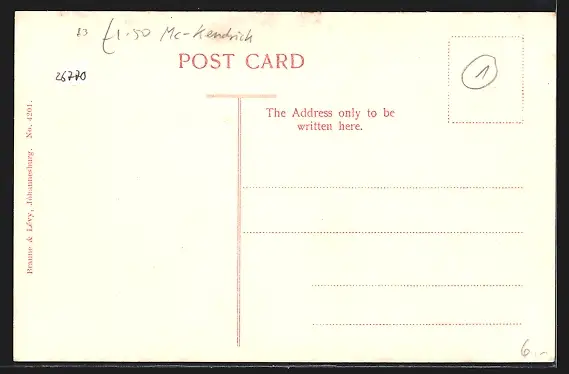 B £1-50 Mc-Kendrick
POST CARD
1
26770
The Address only to be
written here.
Braune & Lévy, Johannesburg. No. 4201.
6.-